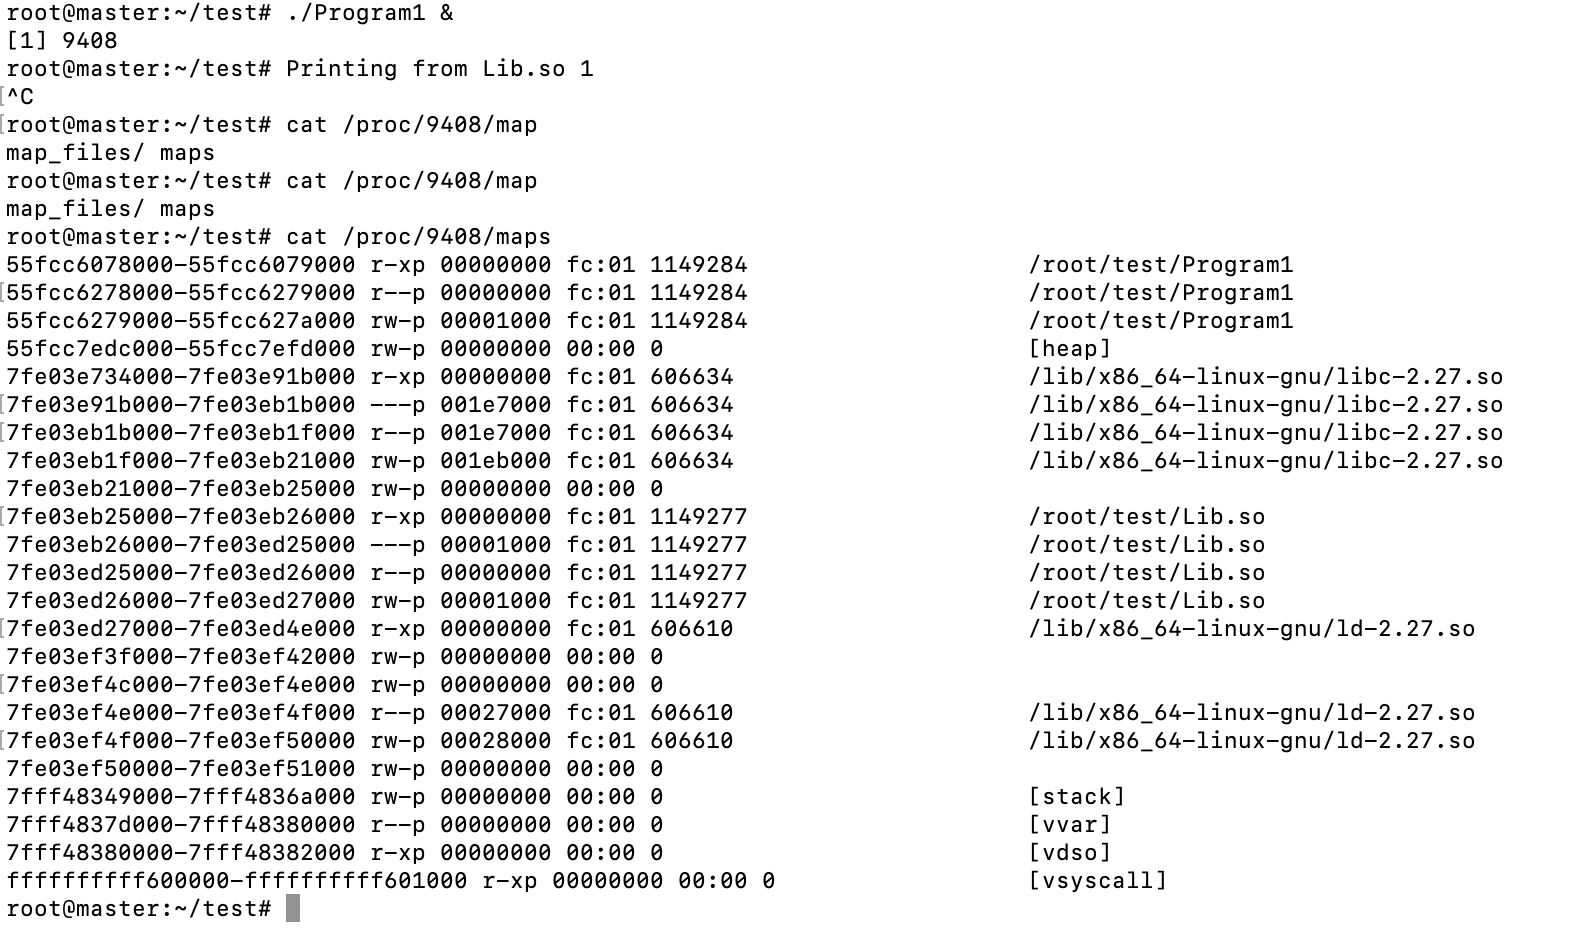 root@master:~/test# ./Program1 &
[1] 9408
root@master:~/test# Printing from Lib.so 1
^C
root@master:~/test# cat /proc/9408/map
map_files/ maps
root@master:~/test# cat /proc/9408/map
map_files/ maps
root@master:~/test# cat /proc/9408/maps
55fcc6078000-55fcc6079000 r-xp 00000000 fc:01 1149284 /root/test/Program1
55fcc6278000-55fcc6279000 r--p 00000000 fc:01 1149284 /root/test/Program1
55fcc6279000-55fcc627a000 rw-p 00001000 fc:01 1149284 /root/test/Program1
55fcc7edc000-55fcc7efd000 rw-p 00000000 00:00 0 [heap]
7fe03e734000-7fe03e91b000 r-xp 00000000 fc:01 606634 /lib/x86_64-linux-gnu/libc-2.27.so
7fe03e91b000-7fe03eb1b000 ---p 001e7000 fc:01 606634 /lib/x86_64-linux-gnu/libc-2.27.so
7fe03eb1b000-7fe03eb1f000 r--p 001e7000 fc:01 606634 /lib/x86_64-linux-gnu/libc-2.27.so
7fe03eb1f000-7fe03eb21000 rw-p 001eb000 fc:01 606634 /lib/x86_64-linux-gnu/libc-2.27.so
7fe03eb21000-7fe03eb25000 rw-p 00000000 00:00 0
7fe03eb25000-7fe03eb26000 r-xp 00000000 fc:01 1149277 /root/test/Lib.so
7fe03eb26000-7fe03ed25000 ---p 00001000 fc:01 1149277 /root/test/Lib.so
7fe03ed25000-7fe03ed26000 r--p 00000000 fc:01 1149277 /root/test/Lib.so
7fe03ed26000-7fe03ed27000 rw-p 00001000 fc:01 1149277 /root/test/Lib.so
7fe03ed27000-7fe03ed4e000 r-xp 00000000 fc:01 606610 /lib/x86_64-linux-gnu/ld-2.27.so
7fe03ef3f000-7fe03ef42000 rw-p 00000000 00:00 0
7fe03ef4c000-7fe03ef4e000 rw-p 00000000 00:00 0
7fe03ef4e000-7fe03ef4f000 r--p 00027000 fc:01 606610 /lib/x86_64-linux-gnu/ld-2.27.so
7fe03ef4f000-7fe03ef50000 rw-p 00028000 fc:01 606610 /lib/x86_64-linux-gnu/ld-2.27.so
7fe03ef50000-7fe03ef51000 rw-p 00000000 00:00 0
7fff48349000-7fff4836a000 rw-p 00000000 00:00 0 [stack]
7fff4837d000-7fff48380000 r--p 00000000 00:00 0 [vvar]
7fff48380000-7fff48382000 r-xp 00000000 00:00 0 [vdso]
ffffffffff600000-ffffffffff601000 r-xp 00000000 00:00 0 [vsyscall]
root@master:~/test#